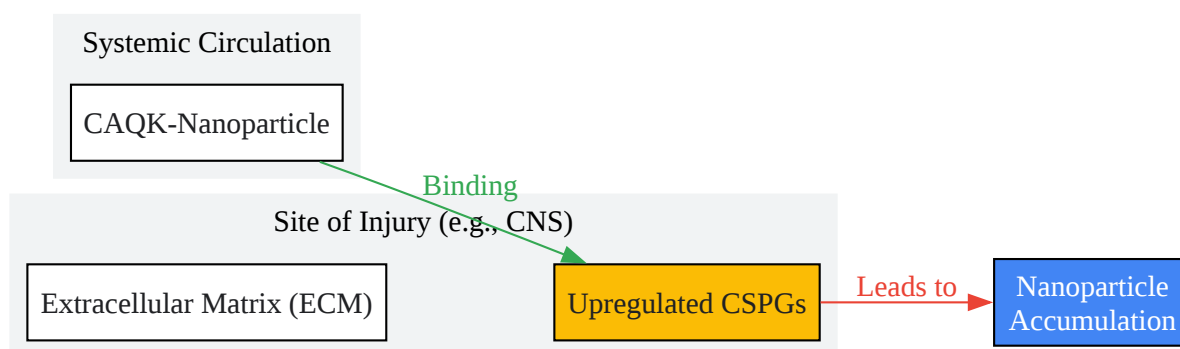 Systemic Circulation
CAQK-Nanoparticle
Binding
Site of Injury (e.g., CNS)
Extracellular Matrix (ECM)
Upregulated CSPGs
Leads to
Nanoparticle
Accumulation